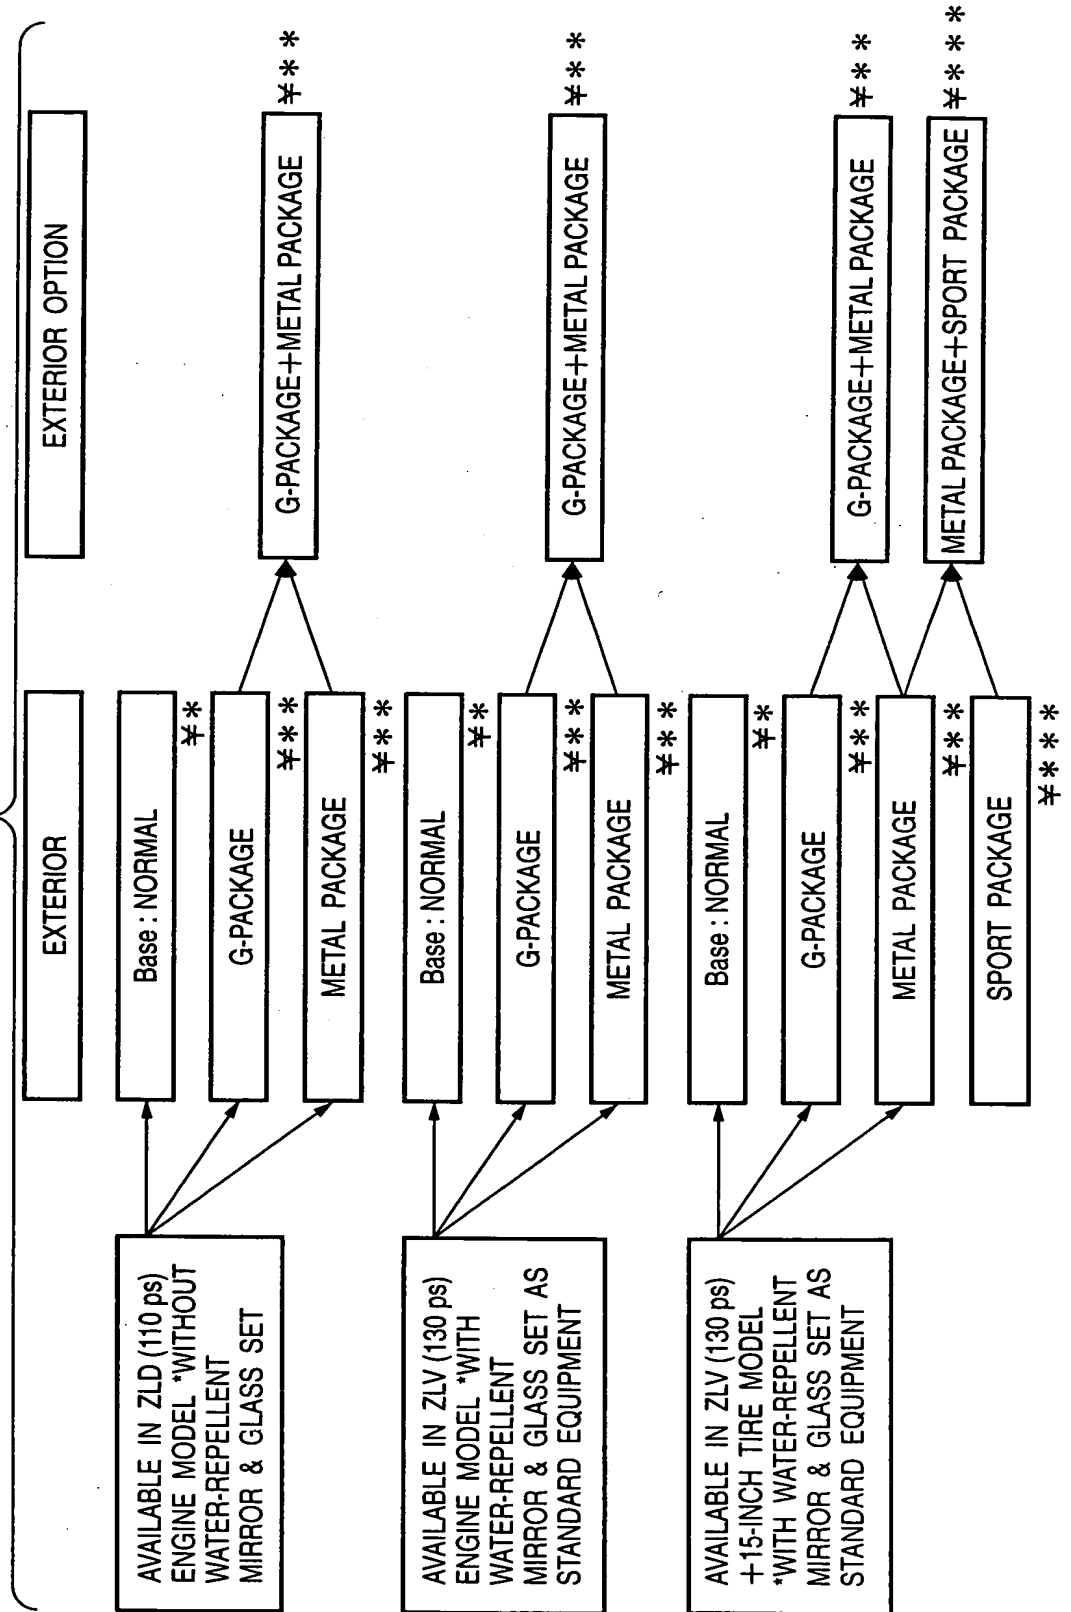 EXTERIOR
EXTERIOR OPTION
AVAILABLE IN ZLD (110 ps)
ENGINE MODEL *WITHOUT
WATER-REPELLENT
MIRROR & GLASS SET
Base : NORMAL
¥**
G-PACKAGE
¥***
METAL PACKAGE
¥***
G-PACKAGE+METAL PACKAGE
¥***
AVAILABLE IN ZLV (130 ps)
ENGINE MODEL *WITH
WATER-REPELLENT
MIRROR & GLASS SET AS
STANDARD EQUIPMENT
Base : NORMAL
¥**
G-PACKAGE
¥***
METAL PACKAGE
¥***
G-PACKAGE+METAL PACKAGE
¥***
AVAILABLE IN ZLV (130 ps)
+15-INCH TIRE MODEL
*WITH WATER-REPELLENT
MIRROR & GLASS SET AS
STANDARD EQUIPMENT
Base : NORMAL
¥**
G-PACKAGE
¥***
METAL PACKAGE
¥***
SPORT PACKAGE
¥****
G-PACKAGE+METAL PACKAGE
¥***
METAL PACKAGE+SPORT PACKAGE
¥****